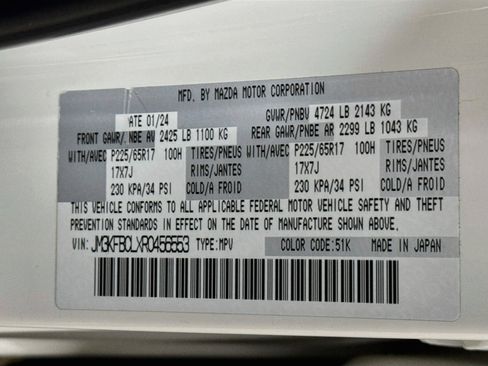 MFD. BY MAZDA MOTOR CORPORATION
DATE 01/24 GVWR/PNBV 4724 LB 2143 KG
FRONT GAWR/ NBE AV 2425 LB 1100 KG REAR GAWR/PNBE AR 2299 LB 1043 KG
WITH/AVEC P225/65R17 100H TIRES/PNEUS WITH/AVEC P225/65R17 100H TIRES/PNEUS
17X7J RIMS/JANTES 17X7J RIMS/JANTES
230 KPA/34 PSI COLD/A FROID 230 KPA/34 PSI COLD/A FROID
THIS VEHICLE CONFORMS TO ALL APPLICABLE FEDERAL MOTOR VEHICLE SAFETY AND THEFT
PREVENTION STANDARDS IN EFFECT ON THE DATE OF MANUFACTURE SHOWN ABOVE.
VIN: JM3KFBCLXR0456553 TYPE:MPV COLOR CODE:51K MADE IN JAPAN